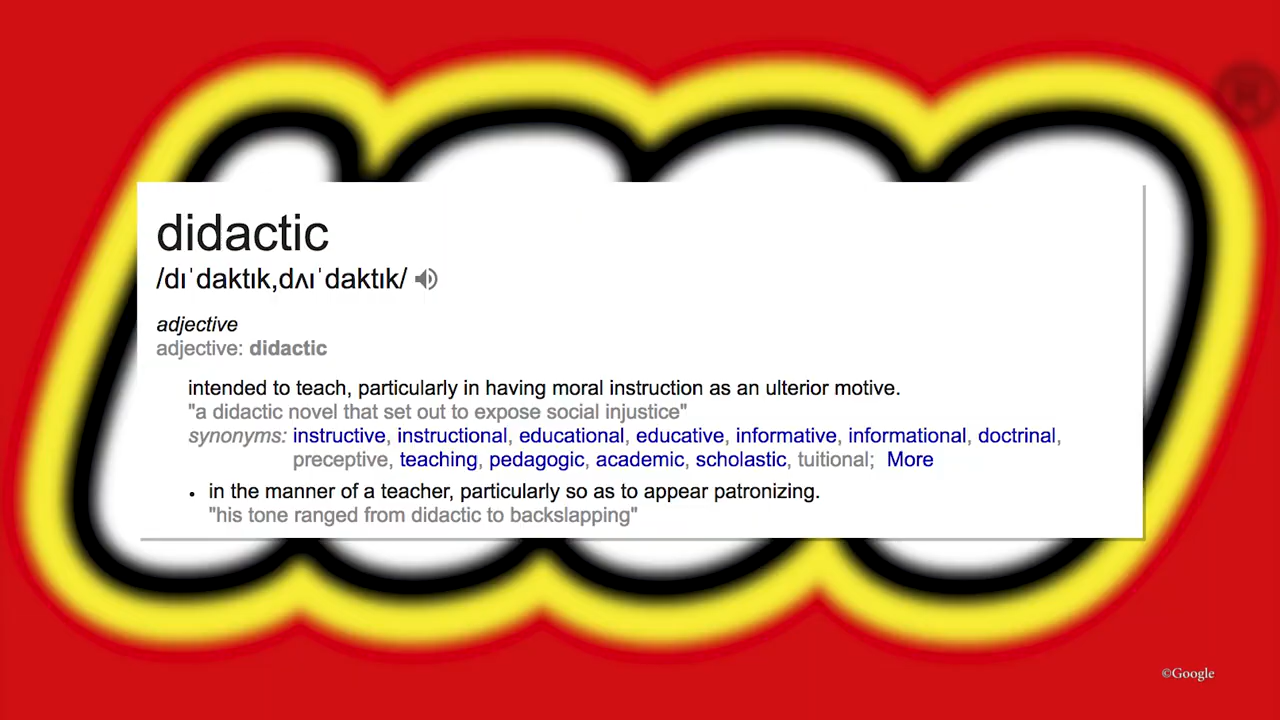 didactic
/dɪˈdaktɪk,dʌɪˈdaktɪk/
adjective
adjective: didactic
intended to teach, particularly in having moral instruction as an ulterior motive.
"a didactic novel that set out to expose social injustice"
synonyms: instructive, instructional, educational, educative, informative, informational, doctrinal,
preceptive, teaching, pedagogic, academic, scholastic, tuitional; More
• in the manner of a teacher, particularly so as to appear patronizing.
"his tone ranged from didactic to backslapping"
®
©Google